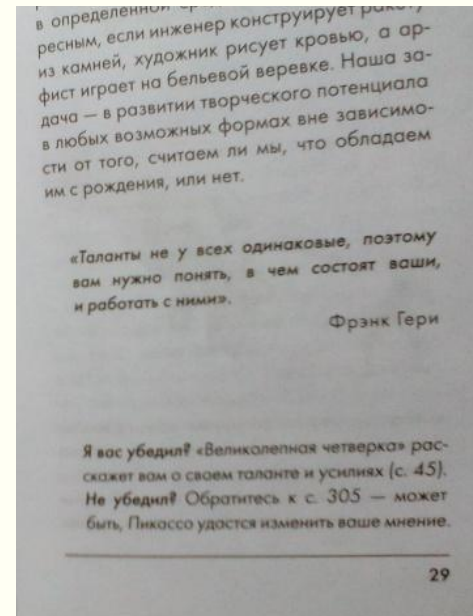 в определенной
ресным, если инженер конструирует ракету
из камней, художник рисует кровью, а ар-
фист играет на бельевой веревке. Наша за-
дача — в развитии творческого потенциала
в любых возможных формах вне зависимо-
сти от того, считаем ли мы, что обладаем
им с рождения, или нет.
«Таланты не у всех одинаковые, поэтому
вам нужно понять, в чем состоят ваши,
и работать с ними».
Фрэнк Гери
Я вас убедил? «Великолепная четверка» рас-
скажет вам о своем таланте и усилиях (с. 45).
Не убедил? Обратитесь к с. 305 — может
быть, Пикассо удастся изменить ваше мнение.
29